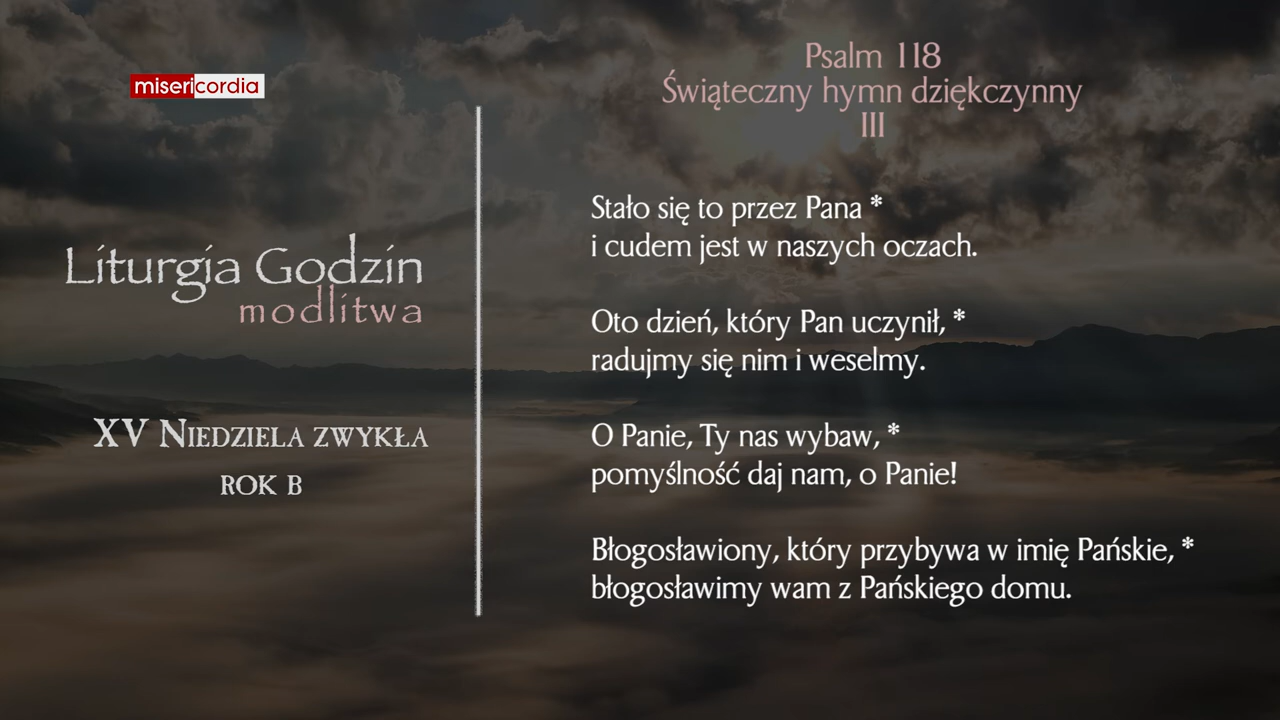 misericordia
Liturgia Godzin
modlitwa
XV Niedziela zwykła
rok B
Psalm 118
Świąteczny hymn dziękczynny
III
Stało się to przez Pana *
i cudem jest w naszych oczach.
Oto dzień, który Pan uczynił, *
radujmy się nim i weselmy.
O Panie, Ty nas wybaw, *
pomyślność daj nam, o Panie!
Błogosławiony, który przybywa w imię Pańskie, *
błogosławimy wam z Pańskiego domu.